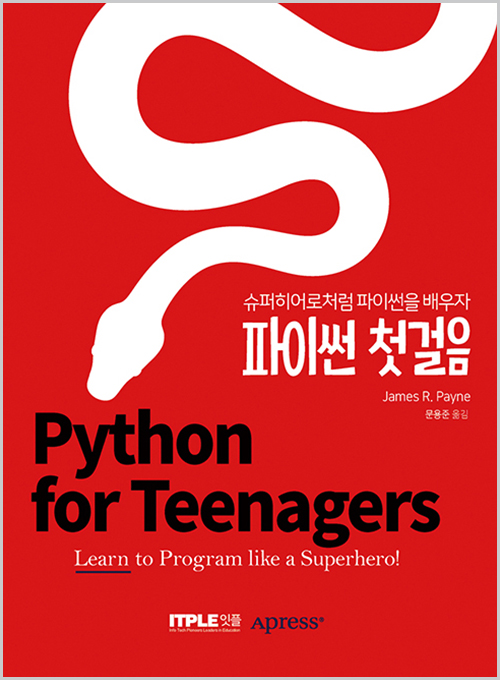 슈퍼히어로처럼 파이썬을 배우자
파이썬 첫걸음
James R. Payne
문용준 옮김
Python
for Teenagers
Learn to Program like a Superhero!
ITPLE 잇플
Into Tech Pioneers Leaders in Education
Apress®